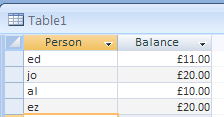 Table1
Person Balance
ed £11.00
jo £20.00
al £10.00
ez £20.00